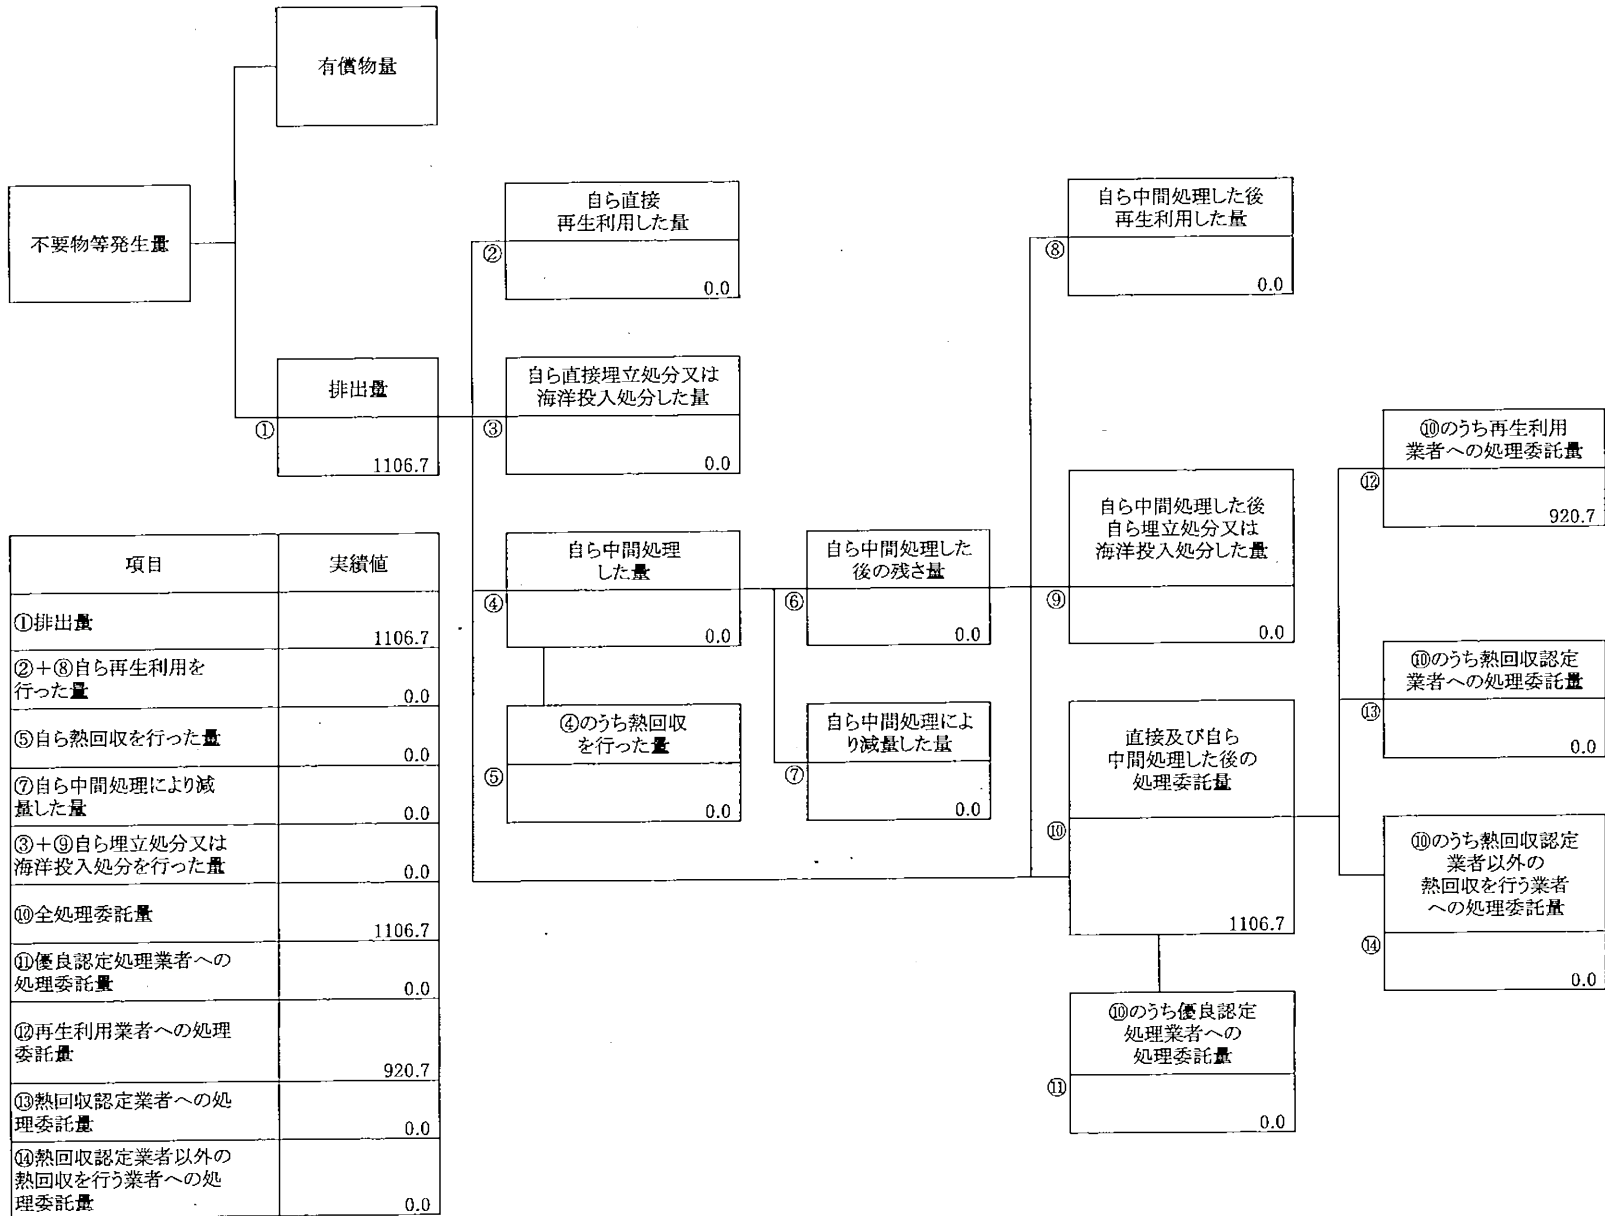 有償物量
不要物等発生量
自ら直接
再生利用した量
②
0.0
自ら中間処理した後
再生利用した量
⑧
0.0
排出量
①
1106.7
自ら直接埋立処分又は
海洋投入処分した量
③
0.0
⑩のうち再生利用
業者への処理委託量
⑫
920.7
自ら中間処理
した量
④
0.0
自ら中間処理した
後の残さ量
⑥
0.0
自ら中間処理した後
自ら埋立処分又は
海洋投入処分した量
⑨
0.0
⑩のうち熱回収認定
業者への処理委託量
⑬
0.0
④のうち熱回収
を行った量
⑤
0.0
自ら中間処理によ
り減量した量
⑦
0.0
直接及び自ら
中間処理した後の
処理委託量
⑩
1106.7
⑩のうち熱回収認定
業者以外の
熱回収を行う業者
への処理委託量
⑭
0.0
⑩のうち優良認定
処理業者への
処理委託量
⑪
0.0
項目 実績値
①排出量
1106.7
②+⑧自ら再生利用を
行った量
0.0
⑤自ら熱回収を行った量
0.0
⑦自ら中間処理により減
量した量
0.0
③+⑨自ら埋立処分又は
海洋投入処分を行った量
0.0
⑩全処理委託量
1106.7
⑪優良認定処理業者への
処理委託量
0.0
⑫再生利用業者への処理
委託量
920.7
⑬熱回収認定業者への処
理委託量
0.0
⑭熱回収認定業者以外の
熱回収を行う業者への処
理委託量
0.0